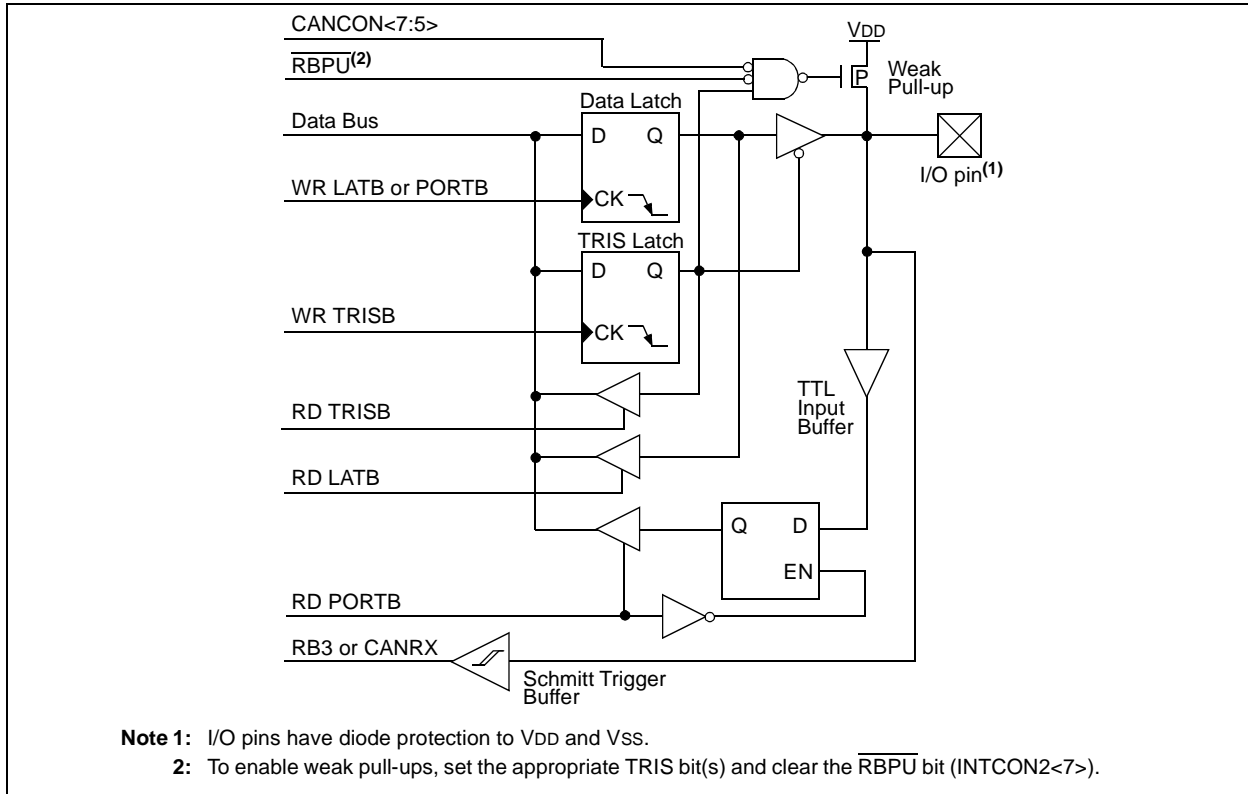 CANCON<7:5>
VDD
RBPU(2)
P
Weak
Pull-up
Data Latch
Data Bus
D Q
I/O pin(1)
WR LATB or PORTB
CK
TRIS Latch
D Q
WR TRISB
CK
TTL
Input
Buffer
RD TRISB
RD LATB
Q D
EN
RD PORTB
RB3 or CANRX
Schmitt Trigger
Buffer
Note 1: I/O pins have diode protection to VDD and VSS.
2: To enable weak pull-ups, set the appropriate TRIS bit(s) and clear the RBPU bit (INTCON2<7>).